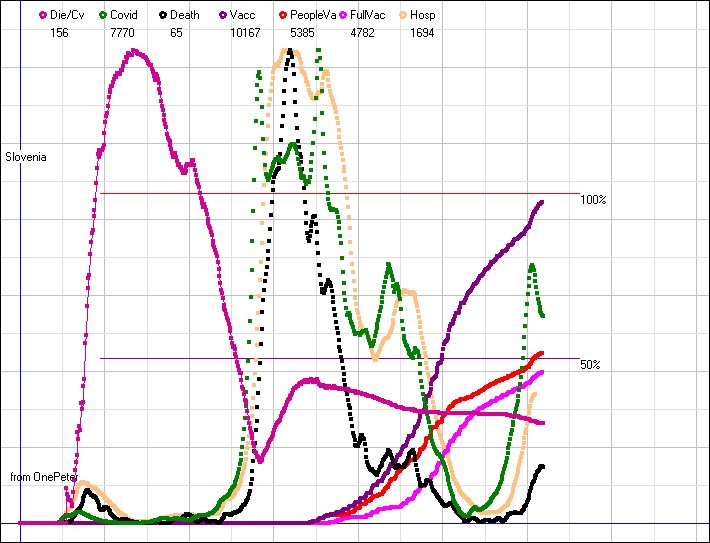 Die/Cv Covid Death Vacc PeopleVa FullVac Hosp
156 7770 65 10167 5385 4782 1694
Slovenia
100%
50%
from OnePeter